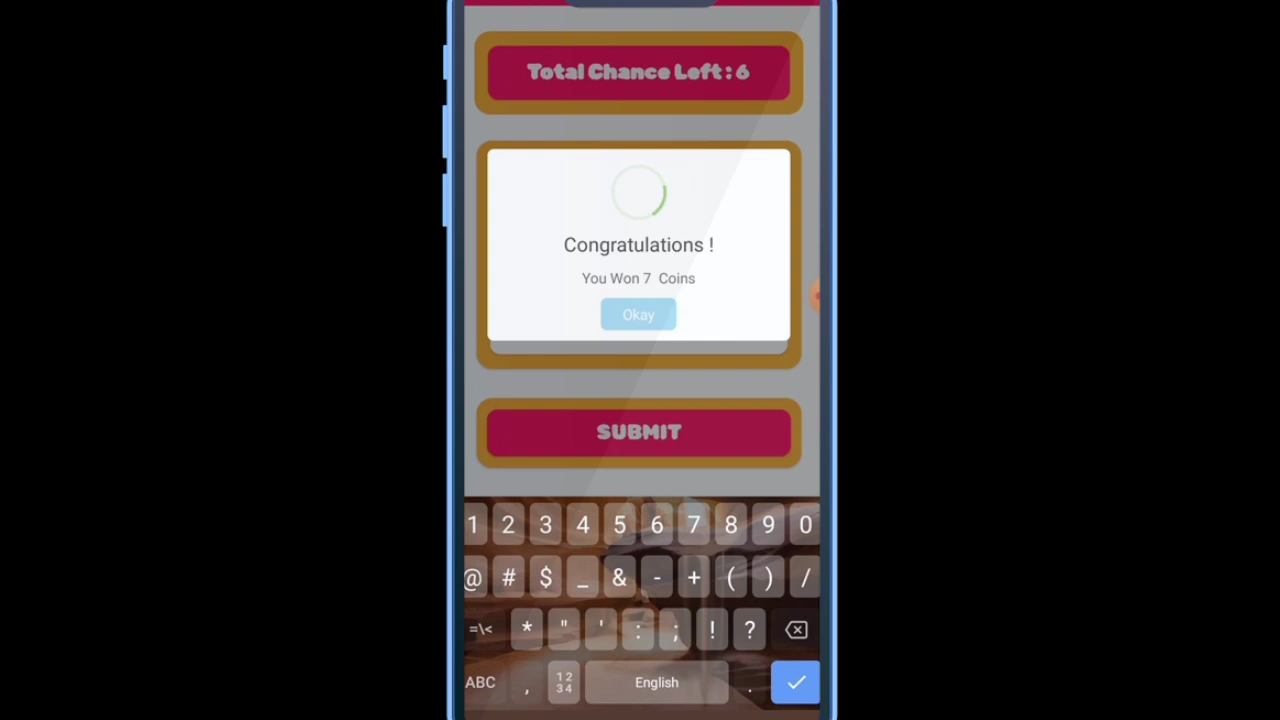 Total Chance Left : 6
Congratulations !
You Won 7 Coins
Okay
SUBMIT
1 2 3 4 5 6 7 8 9 0
@ # $ _ & - + ( ) /
=\< * " ' : ; ! ?
ABC , 12 34 English .